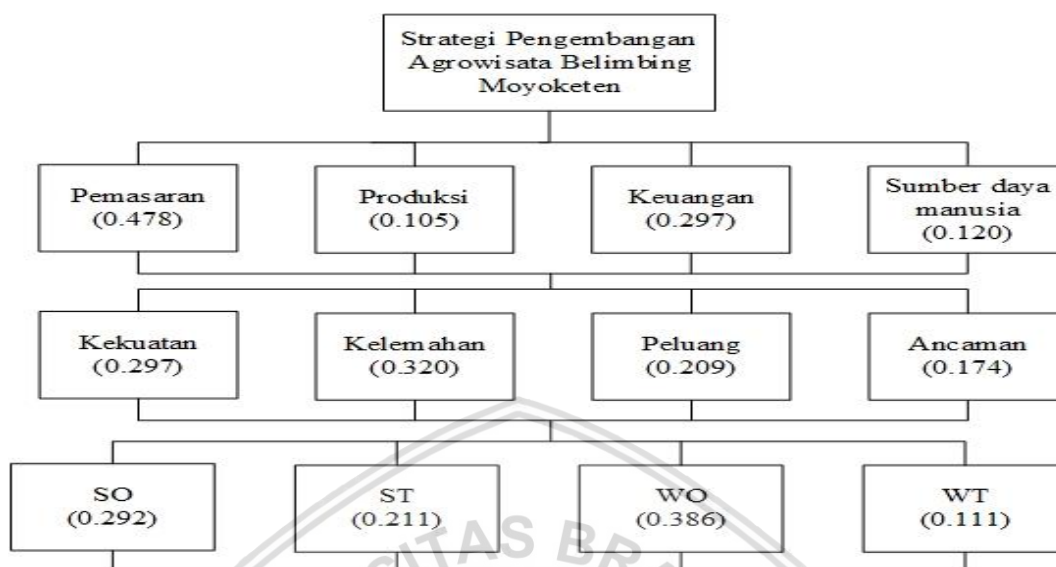 Strategi Pengembangan
Agrowisata Belimbing
Moyoketen
Pemasaran
(0.478)
Produksi
(0.105)
Keuangan
(0.297)
Sumber daya
manusia
(0.120)
Kekuatan
(0.297)
Kelemahan
(0.320)
Peluang
(0.209)
Ancaman
(0.174)
SO
(0.292)
ST
(0.211)
WO
(0.386)
WT
(0.111)